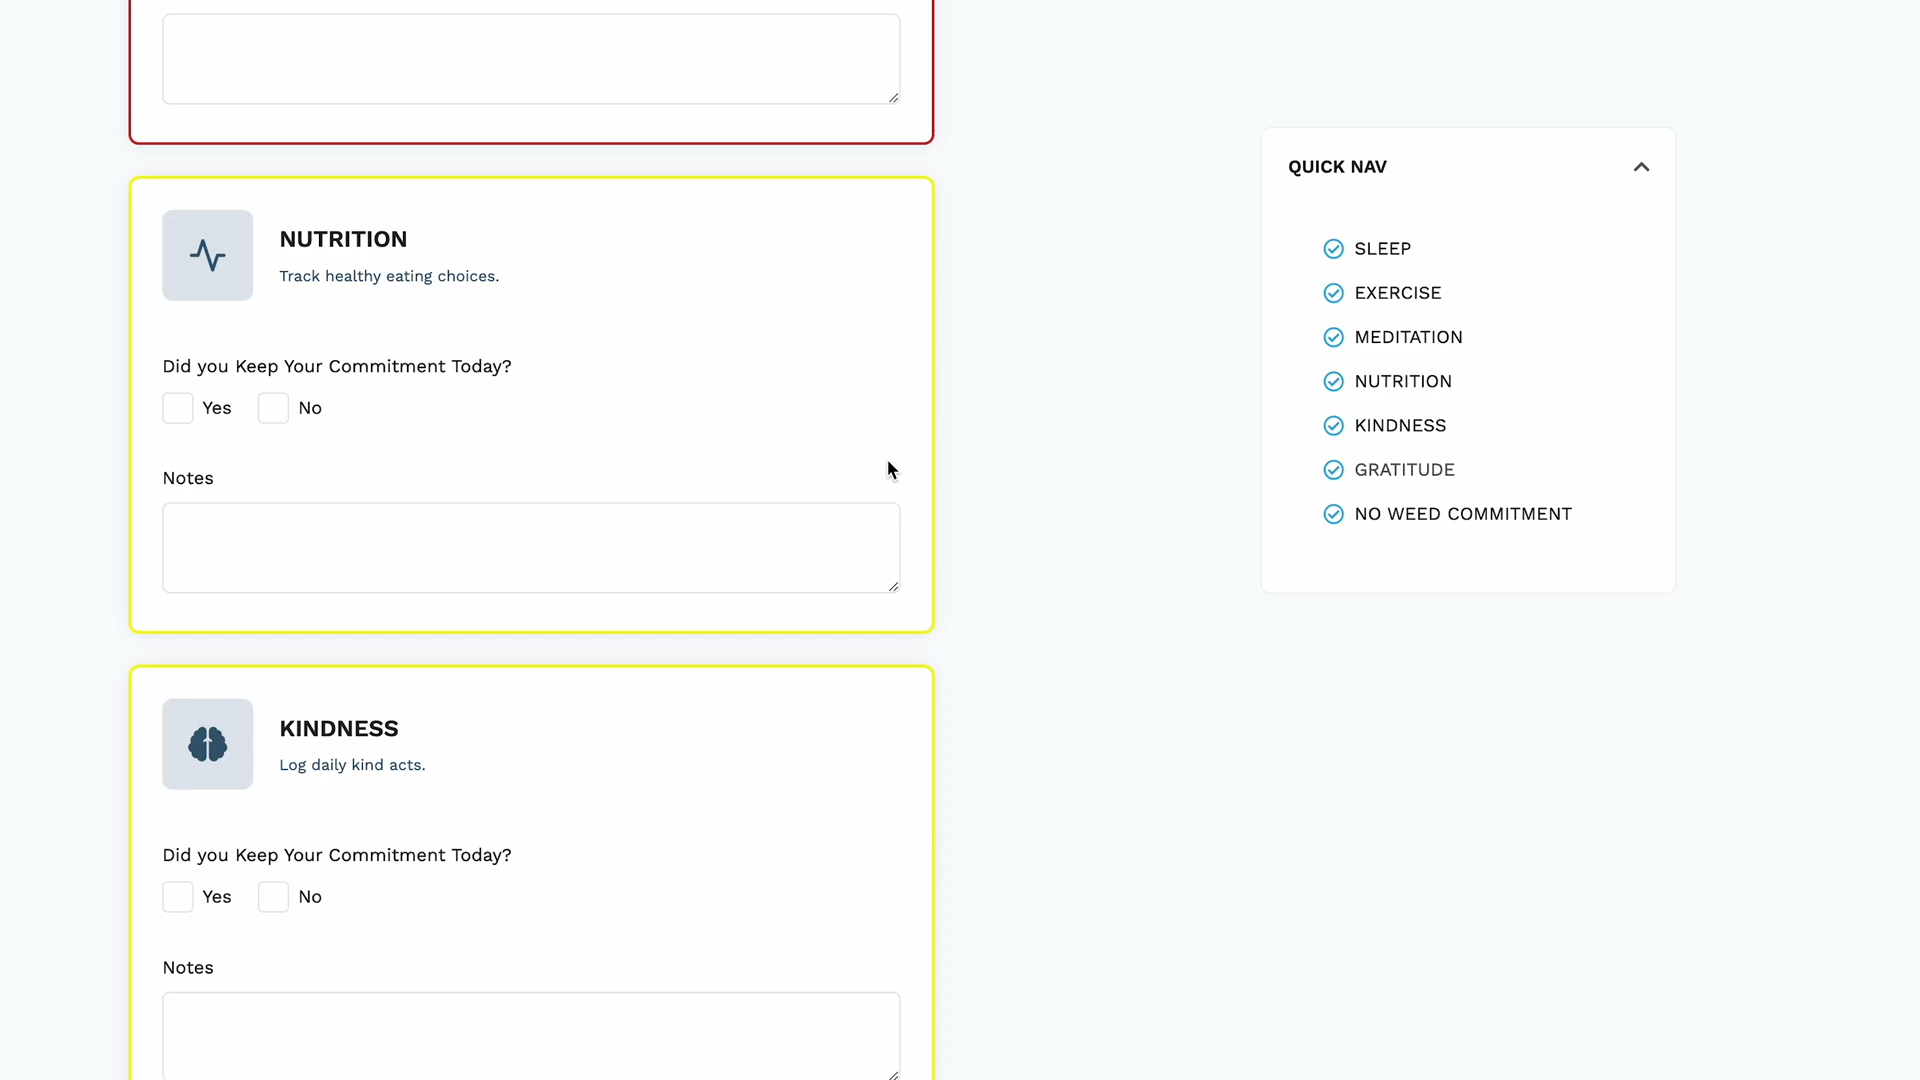 NUTRITION
Track healthy eating choices.
Did you Keep Your Commitment Today?
Yes No
Notes
KINDNESS
Log daily kind acts.
Did you Keep Your Commitment Today?
Yes No
Notes
QUICK NAV
SLEEP
EXERCISE
MEDITATION
NUTRITION
KINDNESS
GRATITUDE
NO WEED COMMITMENT